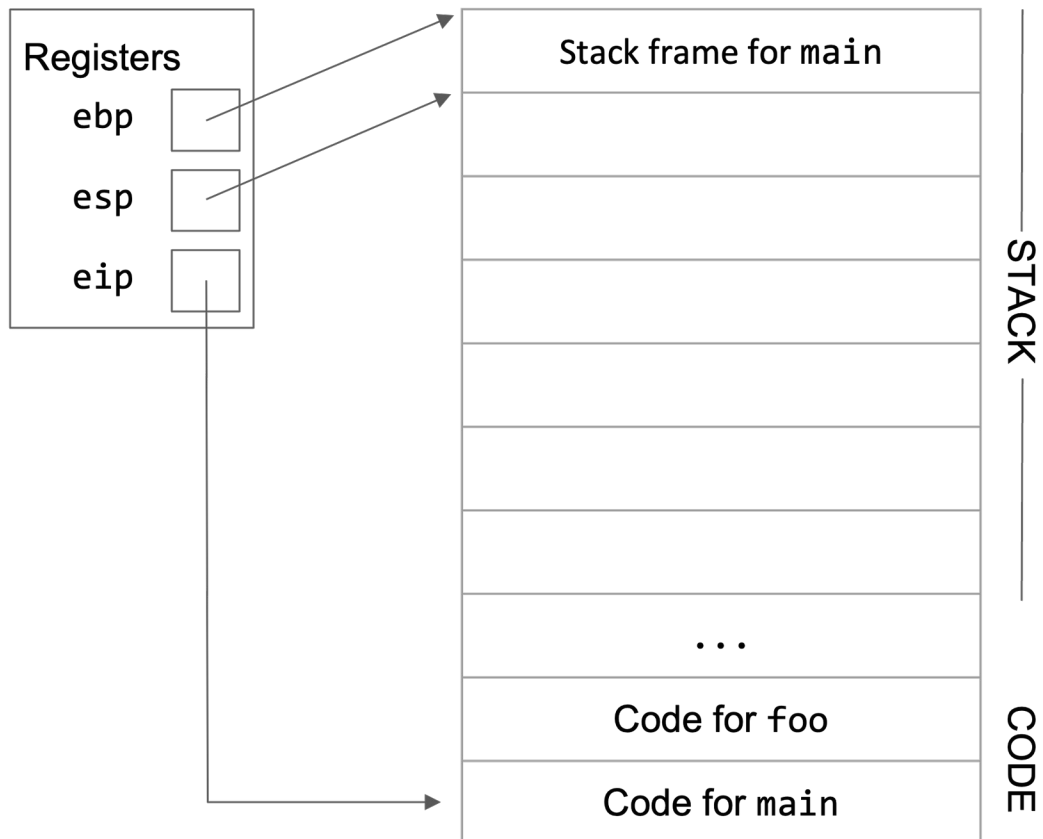 Registers
ebp
esp
eip
Stack frame for main
...
Code for foo
Code for main
STACK
CODE